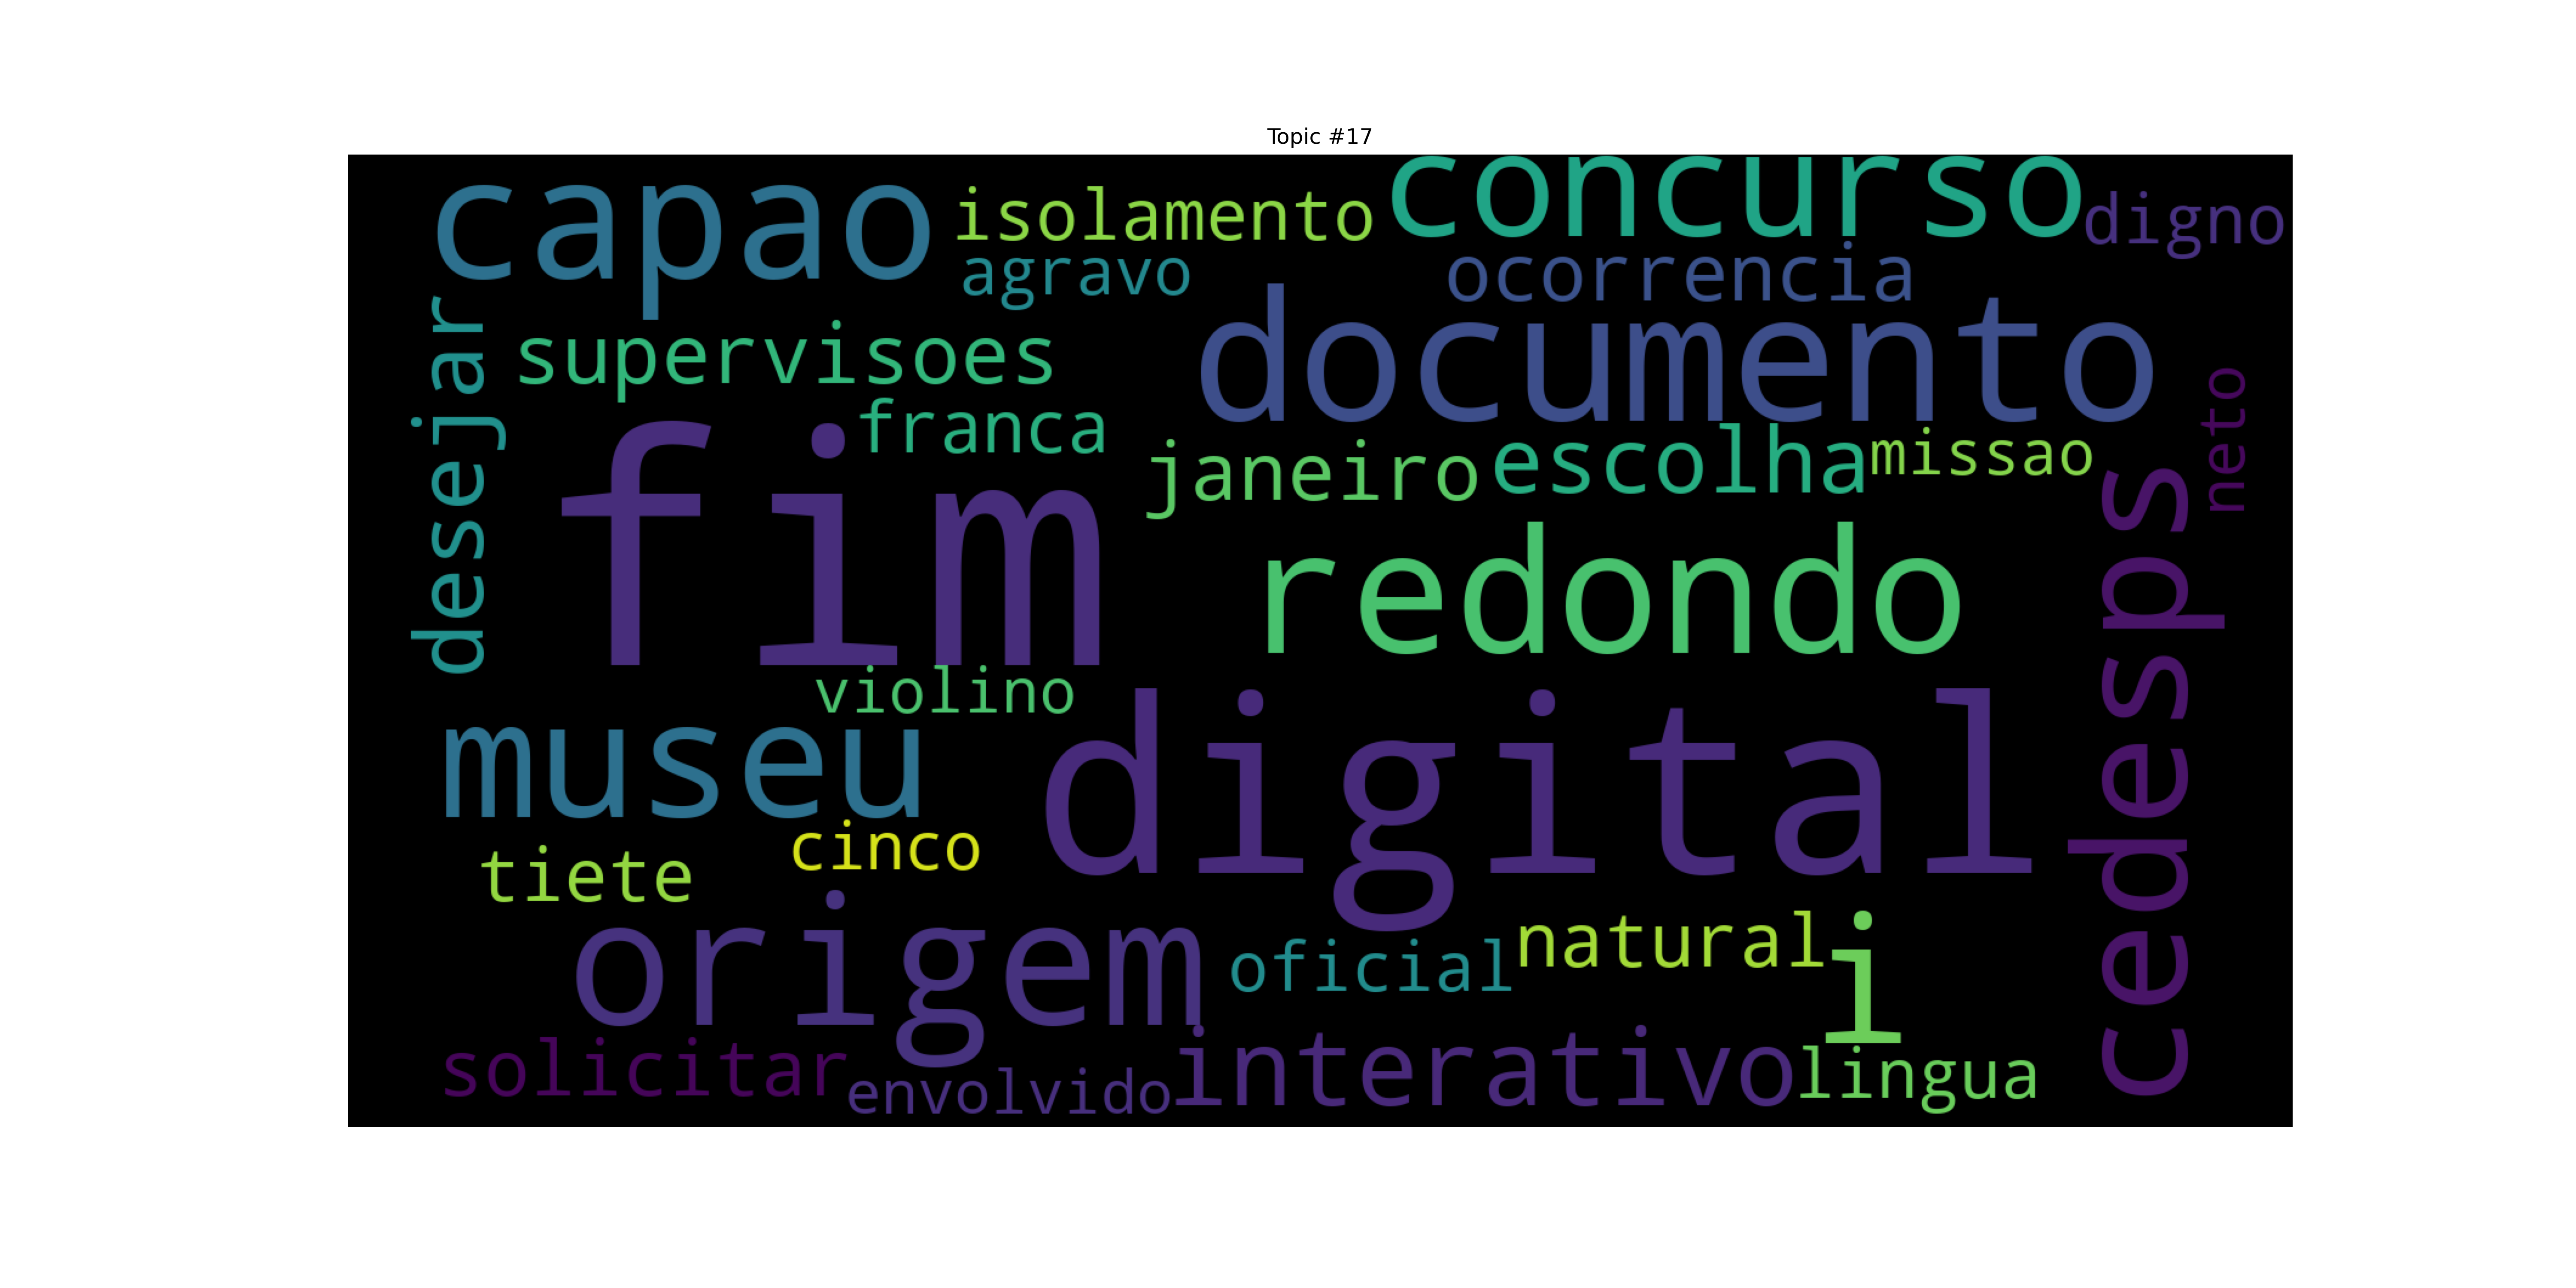 Topic #17
capao
isolamento
concurso
digno
agravo
ocorrencia
documento
supervisoes
desejar
franca
fim
janeiro
escolha
missao
neto
redondo
cedesps
violino
museu
digital
cinco
tiete
origem
oficial
natural
i
solicitar
envolvido
interativo
lingua